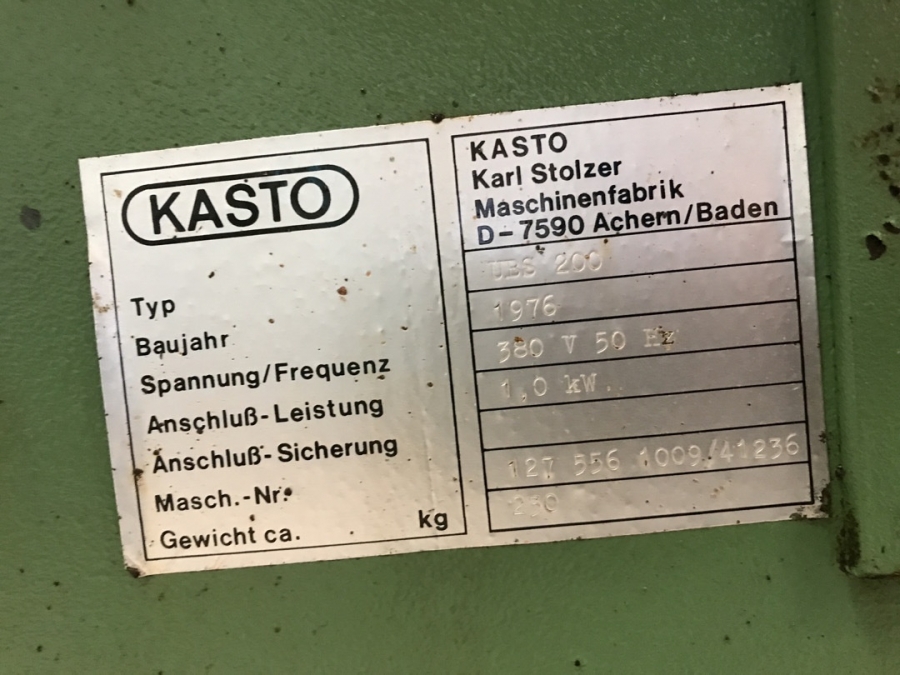 KASTO
KASTO
Karl Stolzer
Maschinenfabrik
D-7590 Achern/Baden
Typ UBS 200
Baujahr 1976
Spannung/Frequenz 380 V 50 Hz
Anschluß-Leistung 1,0 kW.
Anschluß-Sicherung
Masch.-Nr. 127 556 1009/41236
Gewicht ca. kg